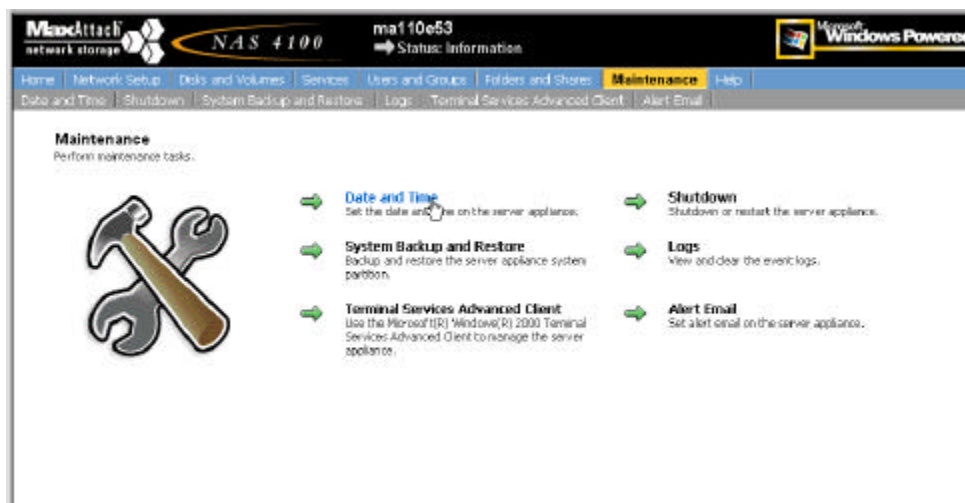 MaxAttach
network storage
NAS 4100
ma110e53
Status: Information
Microsoft
Windows Powered
Home Network Setup Disks and Volumes Services Users and Groups Folders and Shares Maintenance Help
Date and Time Shutdown System Backup and Restore Logs Terminal Services Advanced Client Alert Email
Maintenance
Perform maintenance tasks.
Date and Time
Set the date and time on the server appliance.
System Backup and Restore
Backup and restore the server appliance system
partition.
Terminal Services Advanced Client
Use the Microsoft(R) Windows(R) 2000 Terminal
Services Advanced Client to manage the server
appliance.
Shutdown
Shutdown or restart the server appliance.
Logs
View and clear the event logs.
Alert Email
Set alert email on the server appliance.